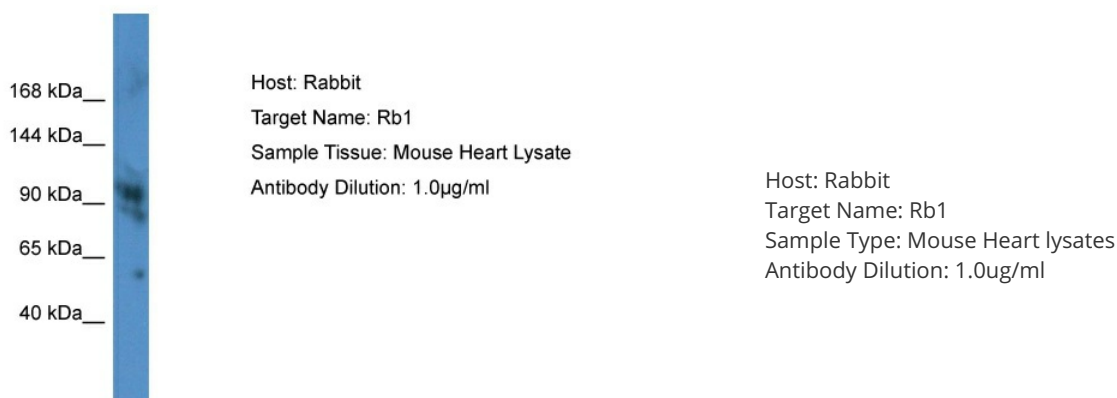 168 kDa__
144 kDa__
90 kDa__
65 kDa__
40 kDa__
Host: Rabbit
Target Name: Rb1
Sample Tissue: Mouse Heart Lysate
Antibody Dilution: 1.0µg/ml
Host: Rabbit
Target Name: Rb1
Sample Type: Mouse Heart lysates
Antibody Dilution: 1.0ug/ml